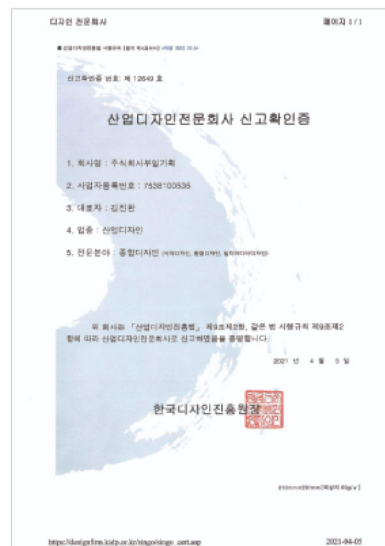 디자인 전문회사
페이지 1 / 1
신고확인증 번호: 제 12649 호
산업디자인전문회사 신고확인증
1. 회사명 : 주식회사부일기획
2. 사업자등록번호 : 7538100535
3. 대표자 : 김진환
4. 업종 : 산업디자인
5. 전문분야 : 종합디자인
위 회사는 「산업디자인진흥법」 제9조제2항, 같은 법 시행규칙 제9조제2
항에 따라 산업디자인전문회사로 신고하였음을 증명합니다.
2021 년 4 월 5 일
한국디자인진흥원장
https://designfirm.kidp.or.kr/singo/singo_cert.asp
2021-04-05